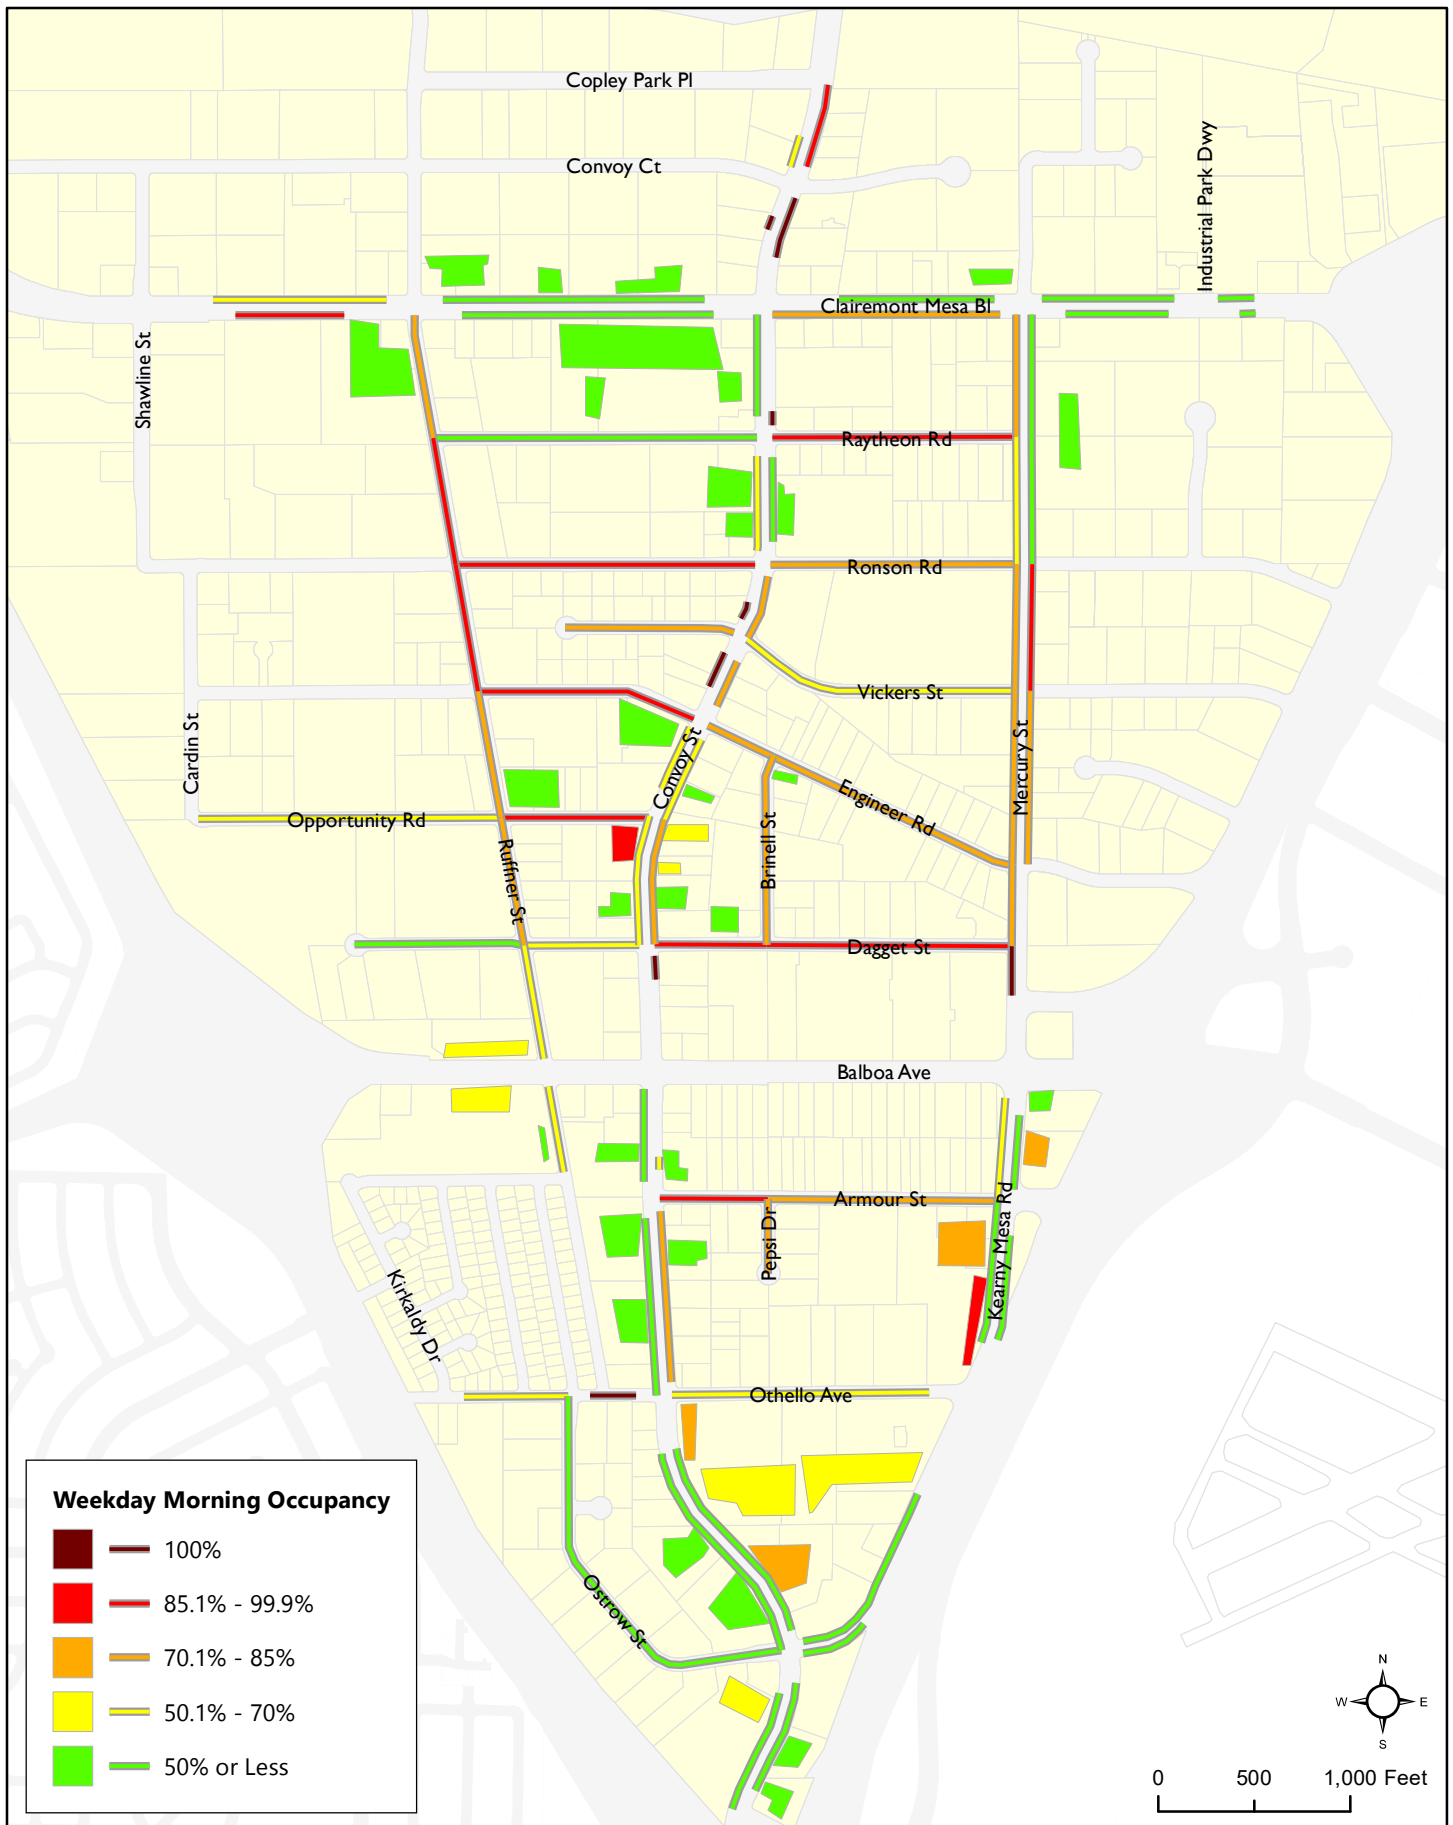 Copley Park Pl
Convoy Ct
Industrial Park Dwy
Clairemont Mesa Bl
Shawline St
Raytheon Rd
Ronson Rd
Vickers St
Cardin St
Convoy St
Mercury St
Engineer Rd
Opportunity Rd
Brinell St
Ruffner St
Dagget St
Balboa Ave
Armour St
Kearny Mesa Rd
Pepsi Dr
Kirkaldy Dr
Othello Ave
Ostrow St
Weekday Morning Occupancy
100%
85.1% - 99.9%
70.1% - 85%
50.1% - 70%
50% or Less
N
W E
S
0 500 1,000 Feet